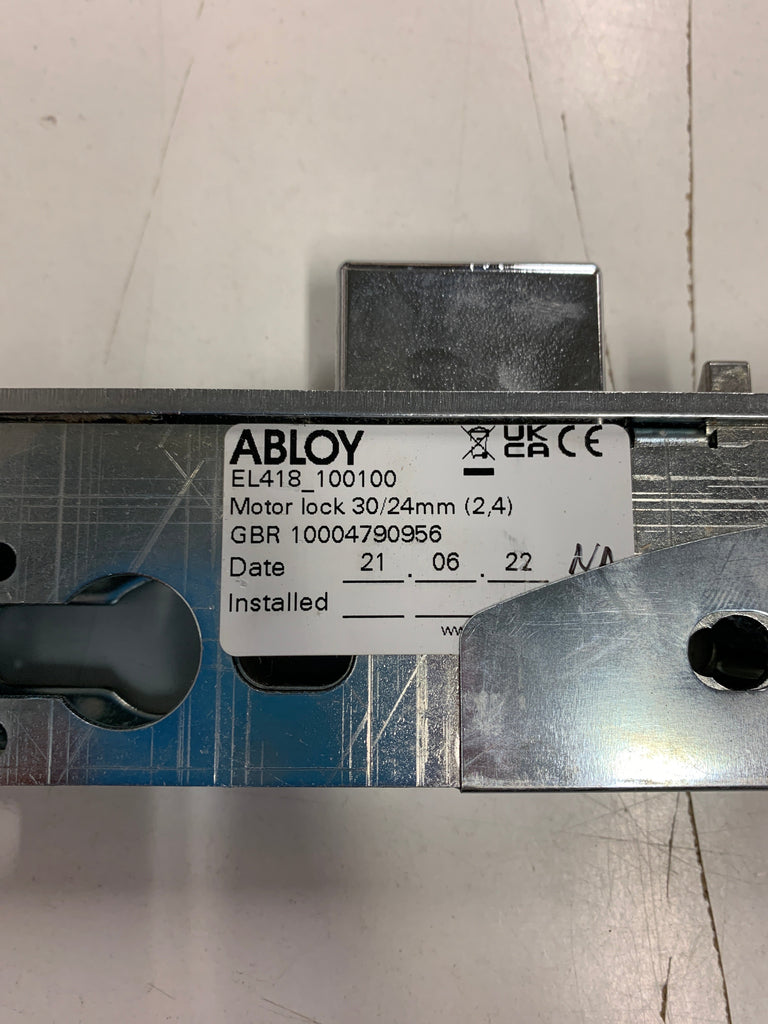 ABLOY
UK
CA CE
EL418_100100
Motor lock 30/24mm (2,4)
GBR 10004790956
Date 21 . 06 . 22
Installed